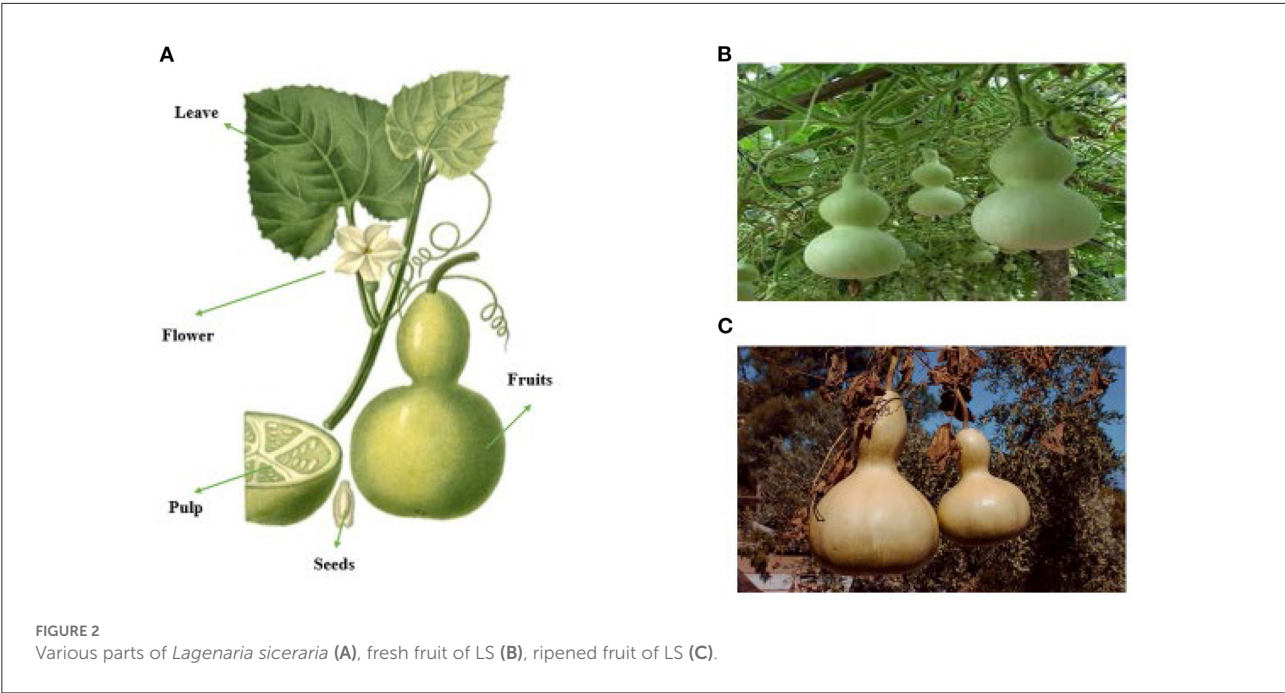 A
Leave
Flower
Fruits
Pulp
Seeds
B
C
FIGURE 2
Various parts of Lagenaria siceraria (A), fresh fruit of LS (B), ripened fruit of LS (C).